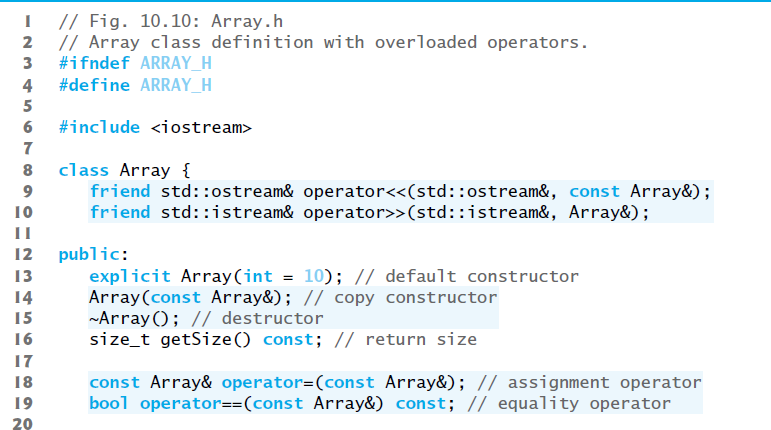 1 // Fig. 10.10: Array.h
2 // Array class definition with overloaded operators.
3 #ifndef ARRAY_H
4 #define ARRAY_H
5
6 #include <iostream>
7
8 class Array {
9 friend std::ostream& operator<<(std::ostream&, const Array&);
10 friend std::istream& operator>>(std::istream&, Array&);
11
12 public:
13 explicit Array(int = 10); // default constructor
14 Array(const Array&); // copy constructor
15 ~Array(); // destructor
16 size_t getSize() const; // return size
17
18 const Array& operator=(const Array&); // assignment operator
19 bool operator==(const Array&) const; // equality operator
20